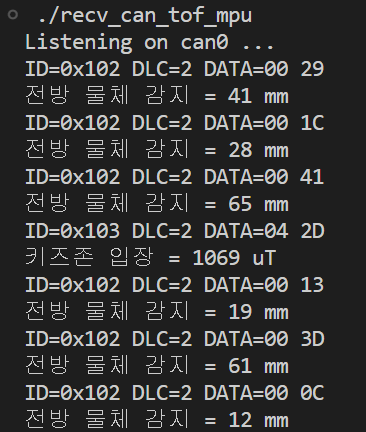 ./recv_can_tof_mpu
Listening on can0 ...
ID=0x102 DLC=2 DATA=00 29
전방 물체 감지 = 41 mm
ID=0x102 DLC=2 DATA=00 1C
전방 물체 감지 = 28 mm
ID=0x102 DLC=2 DATA=00 41
전방 물체 감지 = 65 mm
ID=0x103 DLC=2 DATA=04 2D
키즈존 입장 = 1069 uT
ID=0x102 DLC=2 DATA=00 13
전방 물체 감지 = 19 mm
ID=0x102 DLC=2 DATA=00 3D
전방 물체 감지 = 61 mm
ID=0x102 DLC=2 DATA=00 0C
전방 물체 감지 = 12 mm